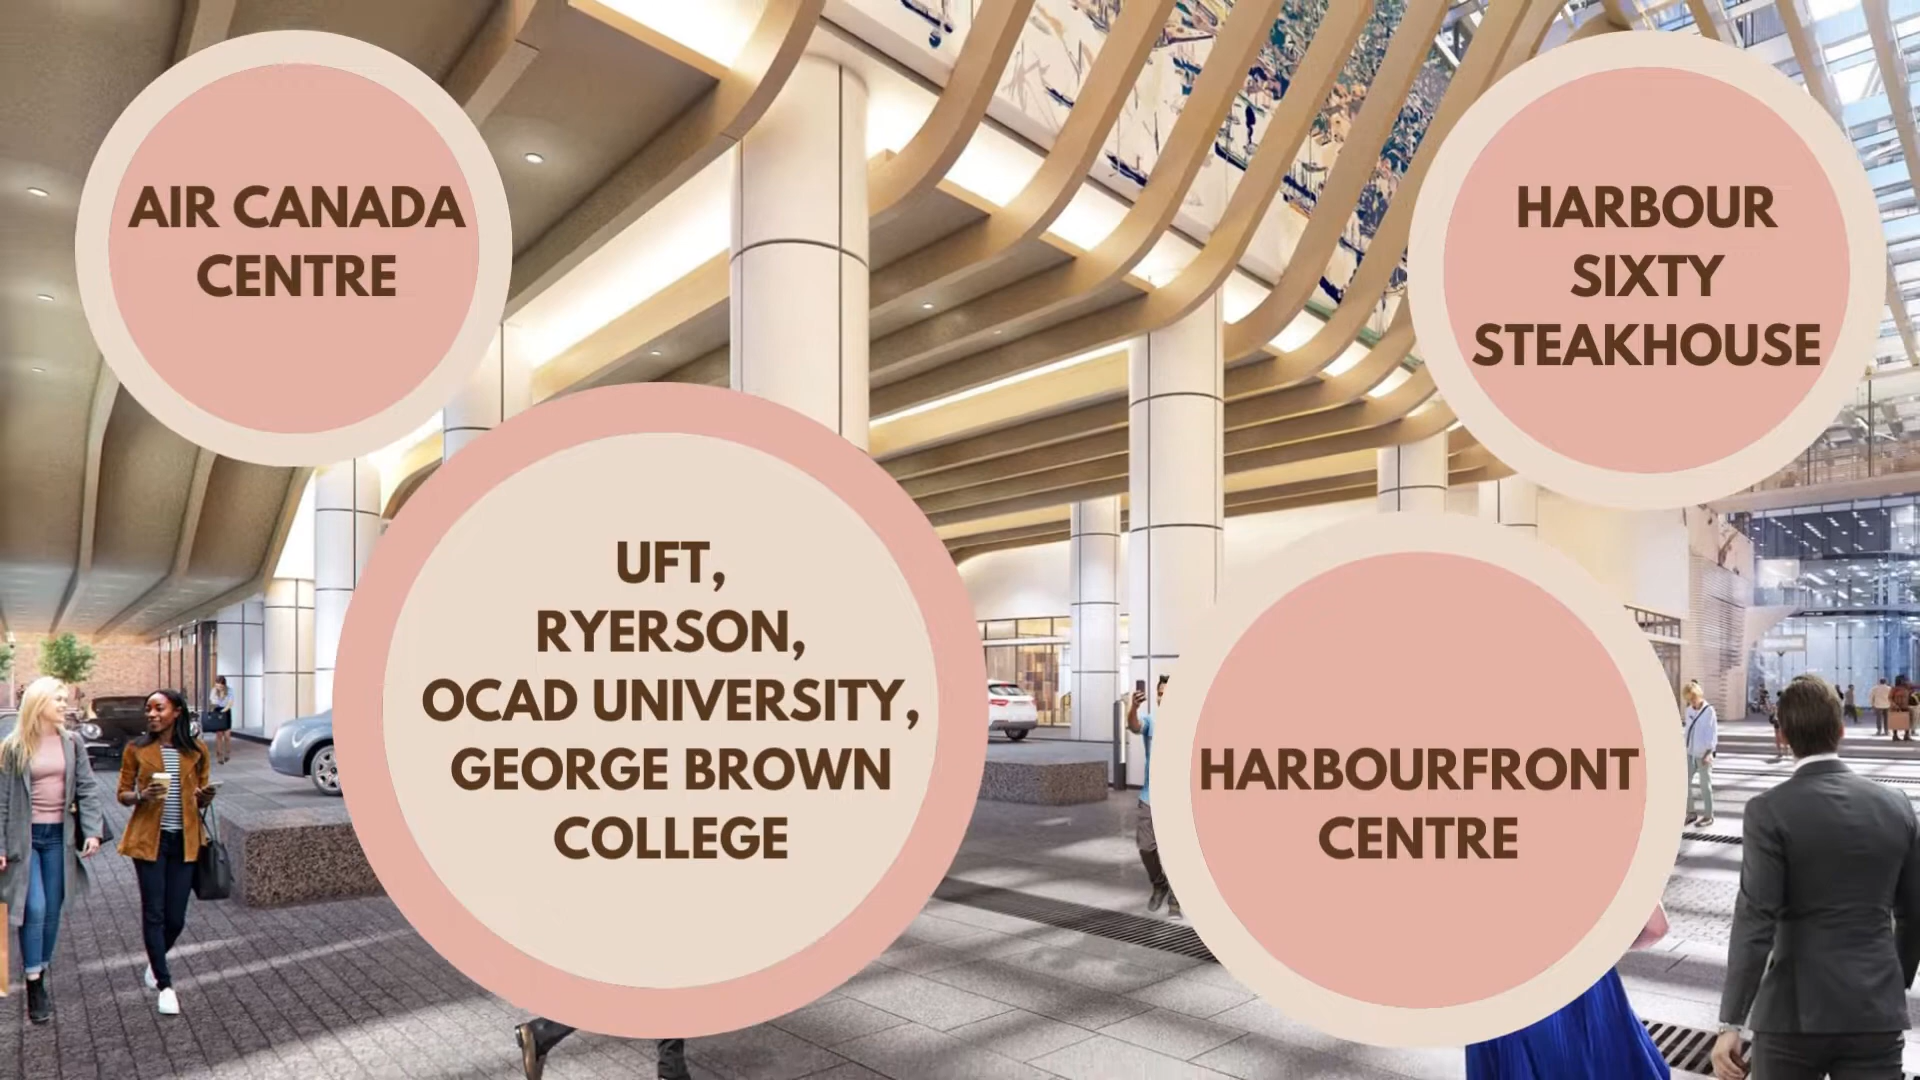 AIR CANADA
CENTRE
HARBOUR
SIXTY
STEAKHOUSE
UFT,
RYERSON,
OCAD UNIVERSITY,
GEORGE BROWN
COLLEGE
HARBOURFRONT
CENTRE